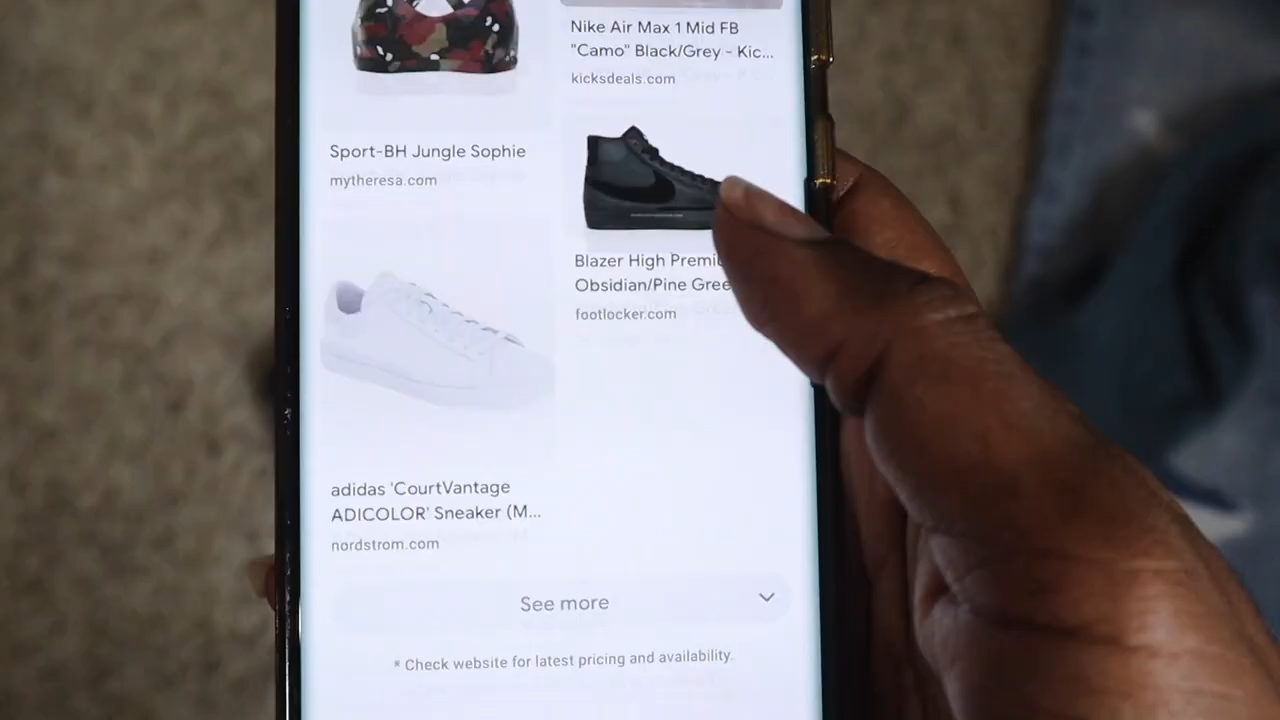 Nike Air Max 1 Mid FB
"Camo" Black/Grey - Kic...
kicksdeals.com
Sport-BH Jungle Sophie
mytheresa.com
Blazer High Premi
Obsidian/Pine Gree
footlocker.com
adidas 'CourtVantage
ADICOLOR' Sneaker (M...
nordstrom.com
See more
* Check website for latest pricing and availability.